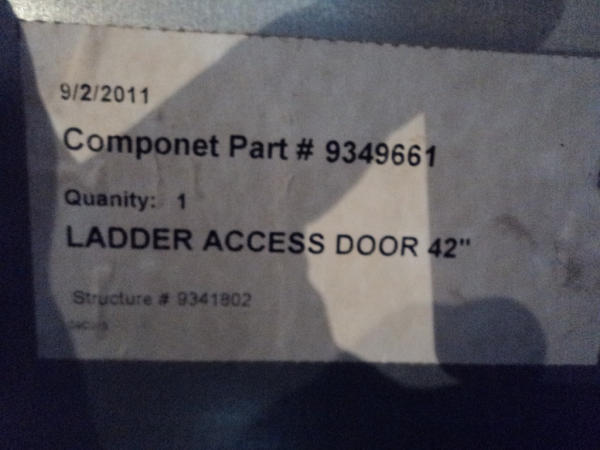 9/2/2011
Componet Part # 9349661
Quanity: 1
LADDER ACCESS DOOR 42"
Structure # 9341802